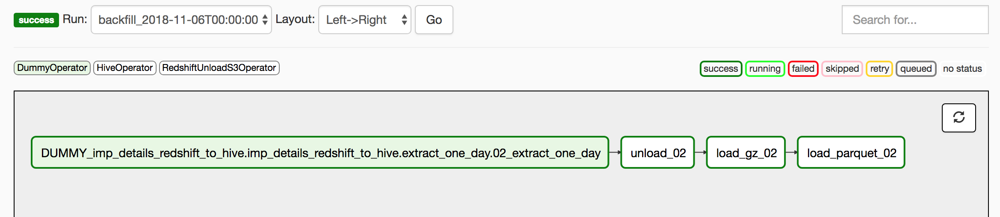 success Run: backfill_2018-11-06T00:00:00 Layout: Left->Right Go Search for...
DummyOperator HiveOperator RedshiftUnloadS3Operator success running failed skipped retry queued no status
DUMMY_imp_details_redshift_to_hive.imp_details_redshift_to_hive.extract_one_day.02_extract_one_day unload_02 load_gz_02 load_parquet_02